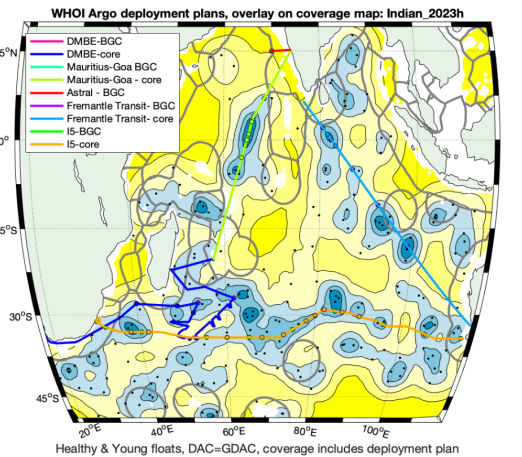 WHOI Argo deployment plans, overlay on coverage map: Indian_2023h
DMBE-BGC
DMBE-core
Mauritius-Goa BGC
Mauritius-Goa - core
Astral - BGC
Fremantle Transit- BGC
Fremantle Transit- core
I5-BGC
I5-core
5°N
0°
5°S
30°S
45°S
20°E 40°E 60°E 80°E 100°E
Healthy & Young floats, DAC=GDAC, coverage includes deployment plan